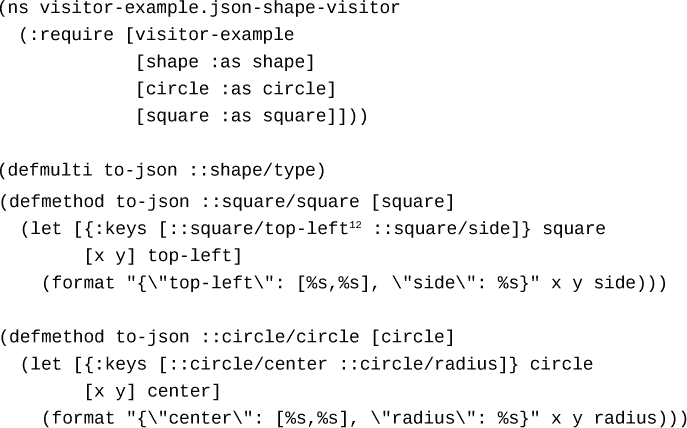 (ns visitor-example.json-shape-visitor
  (:require [visitor-example
             [shape :as shape]
             [circle :as circle]
             [square :as square]]))

(defmulti to-json ::shape/type)
(defmethod to-json ::square/square [square]
  (let [{:keys [::square/top-left¹² ::square/side]} square
        [x y] top-left]
    (format "{\"top-left\": [%s,%s], \"side\": %s}" x y side)))

(defmethod to-json ::circle/circle [circle]
  (let [{:keys [::circle/center ::circle/radius]} circle
        [x y] center]
    (format "{\"center\": [%s,%s], \"radius\": %s}" x y radius)))